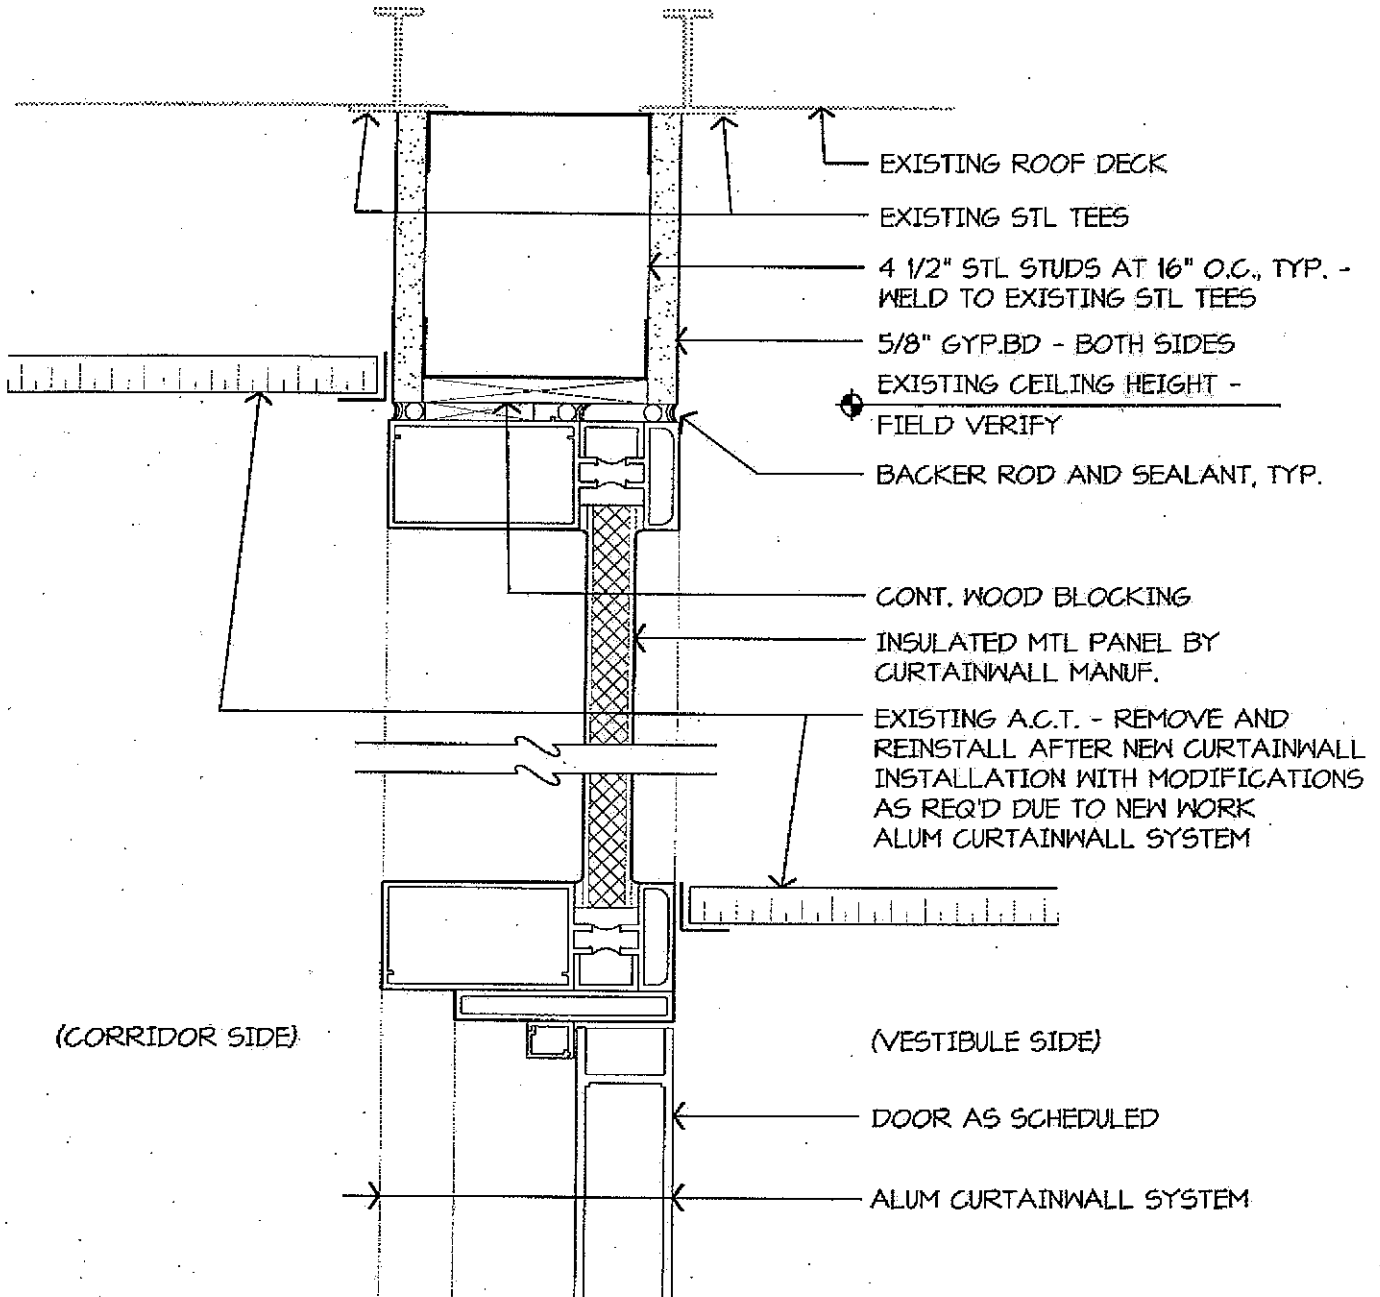 EXISTING ROOF DECK
EXISTING STL TEES
4 1/2" STL STUDS AT 16" O.C., TYP. -
WELD TO EXISTING STL TEES
5/8" GYP.BD - BOTH SIDES
EXISTING CEILING HEIGHT -
FIELD VERIFY
BACKER ROD AND SEALANT, TYP.
CONT. WOOD BLOCKING
INSULATED MTL PANEL BY
CURTAINWALL MANUF.
EXISTING A.C.T. - REMOVE AND
REINSTALL AFTER NEW CURTAINWALL
INSTALLATION WITH MODIFICATIONS
AS REQ'D DUE TO NEW WORK
ALUM CURTAINWALL SYSTEM
(CORRIDOR SIDE)
(VESTIBULE SIDE)
DOOR AS SCHEDULED
ALUM CURTAINWALL SYSTEM